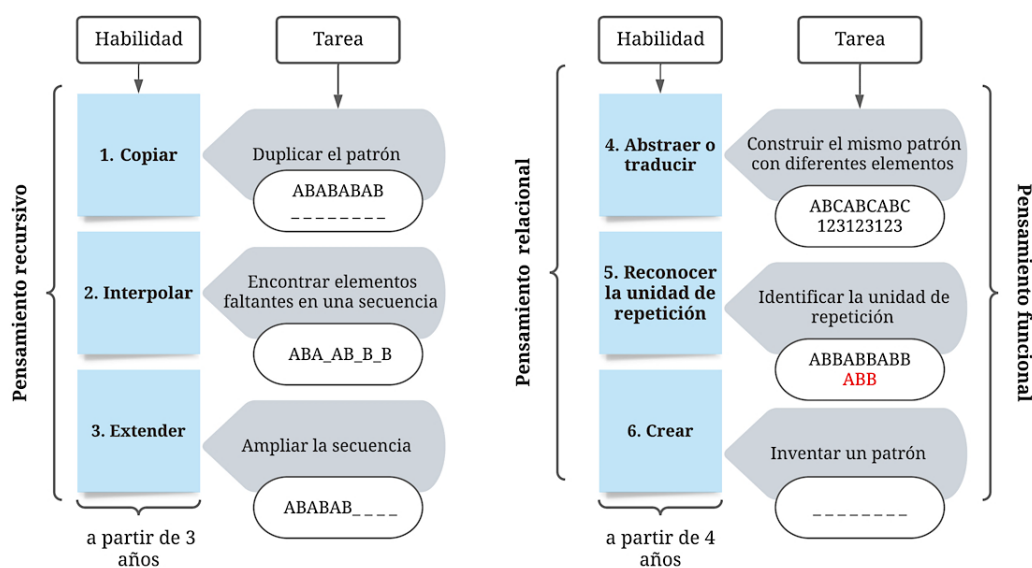 Habilidad
Tarea
Pensamiento recursivo
1. Copiar
Duplicar el patrón
ABABABAB
_ _ _ _ _ _ _ _
2. Interpolar
Encontrar elementos
faltantes en una secuencia
ABA_AB_B_B
3. Extender
Ampliar la secuencia
ABABAB_ _ _ _
a partir de 3
años
Habilidad
Tarea
Pensamiento relacional
4. Abstraer o
traducir
Construir el mismo patrón
con diferentes elementos
ABCABCABC
123123123
5. Reconocer
la unidad de
repetición
Identificar la unidad de
repetición
ABBABBABB
ABB
6. Crear
Inventar un patrón
_ _ _ _ _ _ _ _
a partir de 4
años
Pensamiento funcional